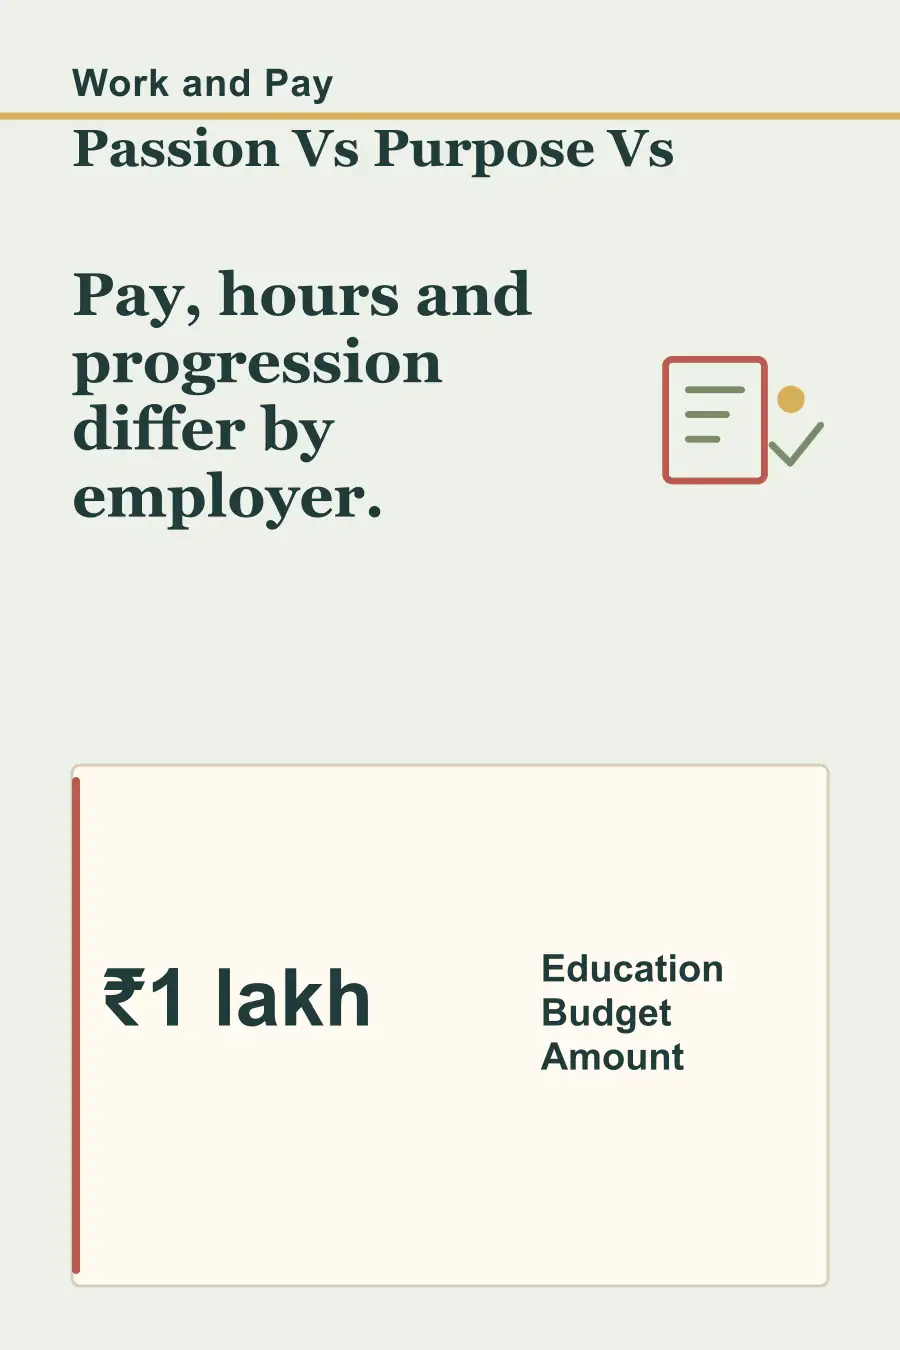 Work and Pay
Passion Vs Purpose Vs
Pay, hours and
progression
differ by
employer.
₹1 lakh
Education
Budget
Amount